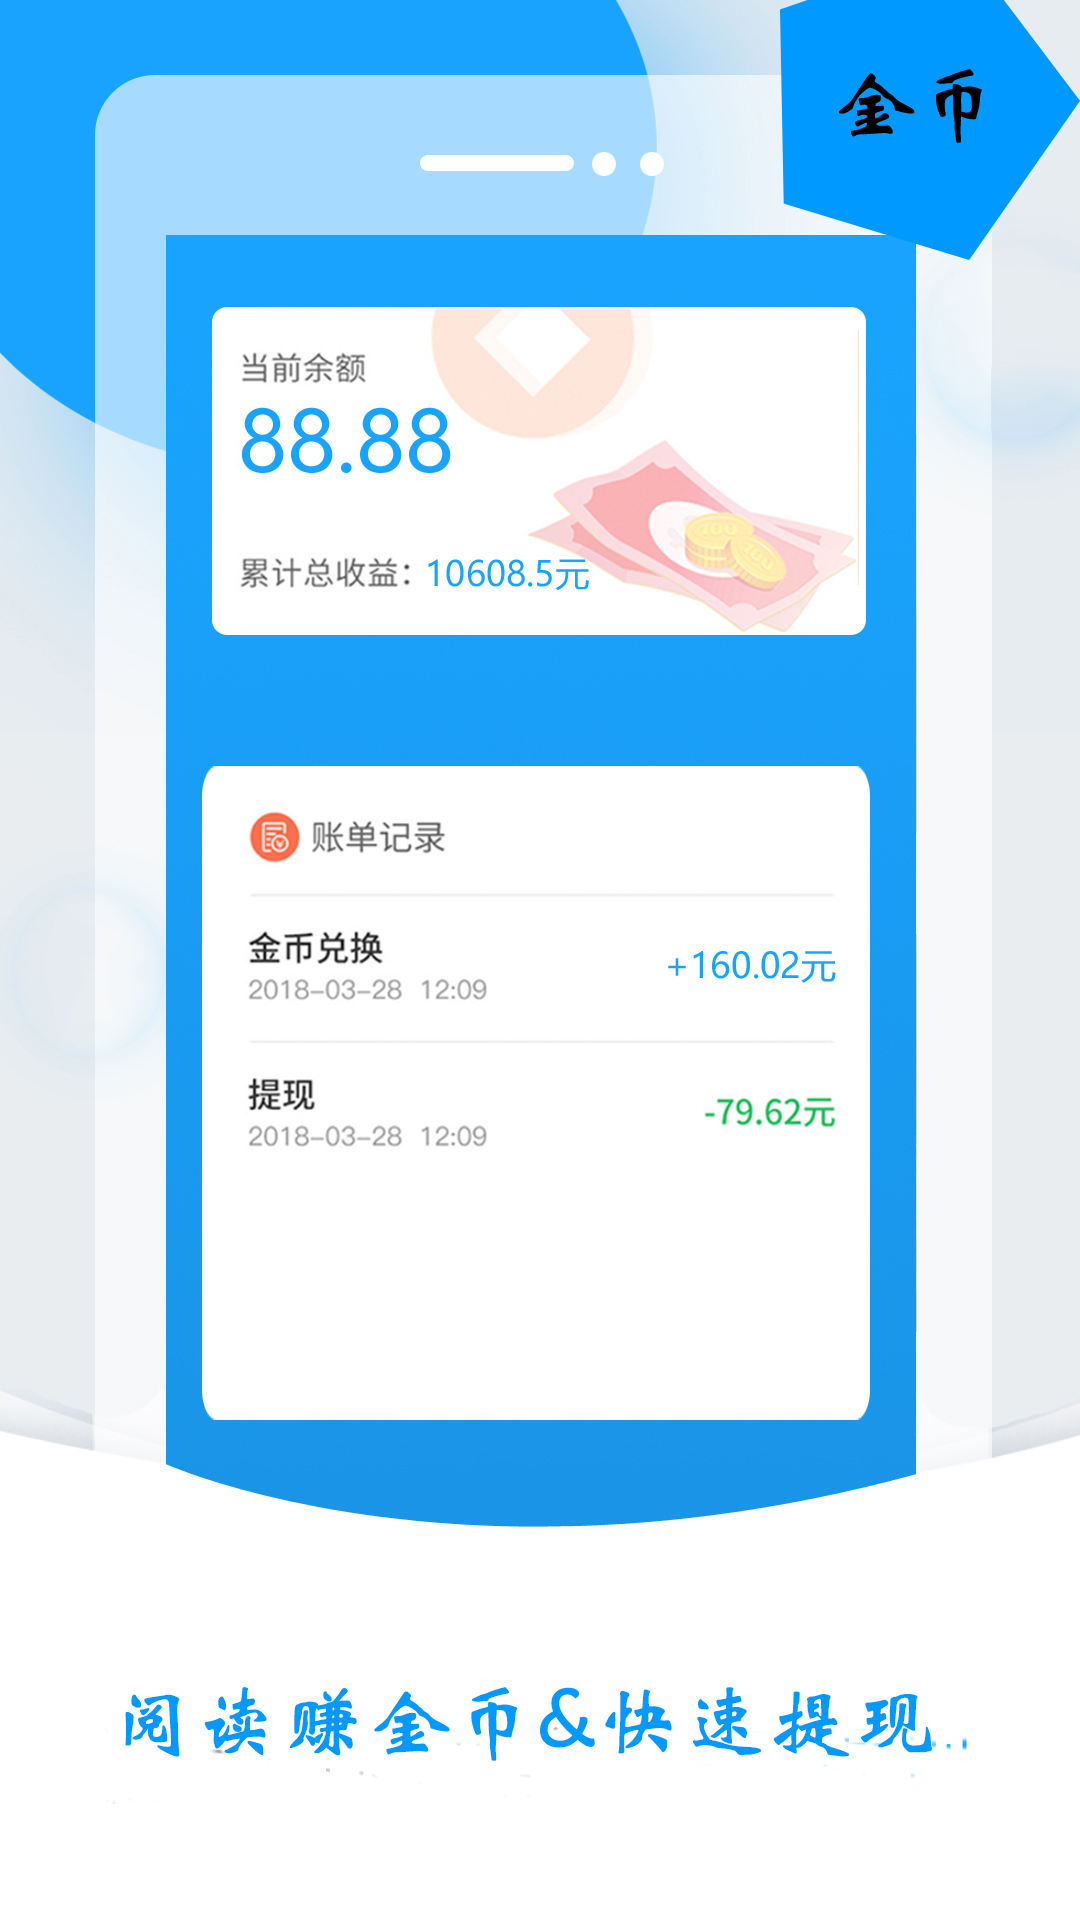 金币
当前余额
88.88
累计总收益：10608.5元
账单记录
金币兑换
+160.02元
2018-03-28 12:09
提现
-79.62元
2018-03-28 12:09
阅读赚金币&快速提现